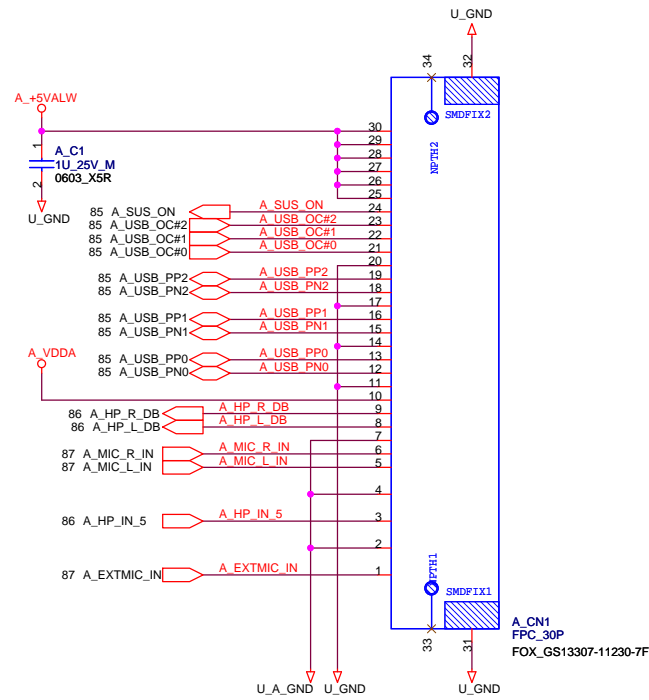 U_GND
34
32
A_+5VALW
SMDFIX2
NPTH2
1
A_C1
1U_25V_M
0603_X5R
2
U_GND
30
29
28
27
26
25
85 A_SUS_ON A_SUS_ON 24
85 A_USB_OC#2 A_USB_OC#2 23
85 A_USB_OC#1 A_USB_OC#1 22
85 A_USB_OC#0 A_USB_OC#0 21
20
85 A_USB_PP2 A_USB_PP2 19
85 A_USB_PN2 A_USB_PN2 18
17
85 A_USB_PP1 A_USB_PP1 16
85 A_USB_PN1 A_USB_PN1 15
14
A_VDDA
85 A_USB_PP0 A_USB_PP0 13
85 A_USB_PN0 A_USB_PN0 12
11
10
86 A_HP_R_DB A_HP_R_DB 9
86 A_HP_L_DB A_HP_L_DB 8
7
87 A_MIC_R_IN A_MIC_R_IN 6
87 A_MIC_L_IN A_MIC_L_IN 5
4
86 A_HP_IN_5 A_HP_IN_5 3
2
87 A_EXTMIC_IN A_EXTMIC_IN 1
NPTH1
SMDFIX1
33
31
A_CN1
FPC_30P
FOX_GS13307-11230-7F
U_A_GND U_GND U_GND